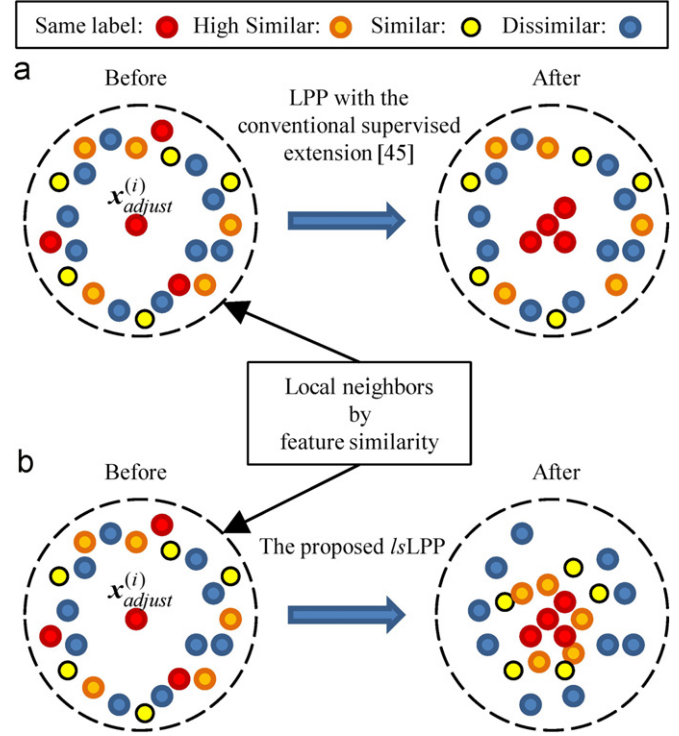 Same label: High Similar: Similar: Dissimilar:
a
Before
After
LPP with the
conventional supervised
extension [45]
x(i)adjust
Local neighbors
by
feature similarity
b
Before
After
The proposed lsLPP
x(i)adjust